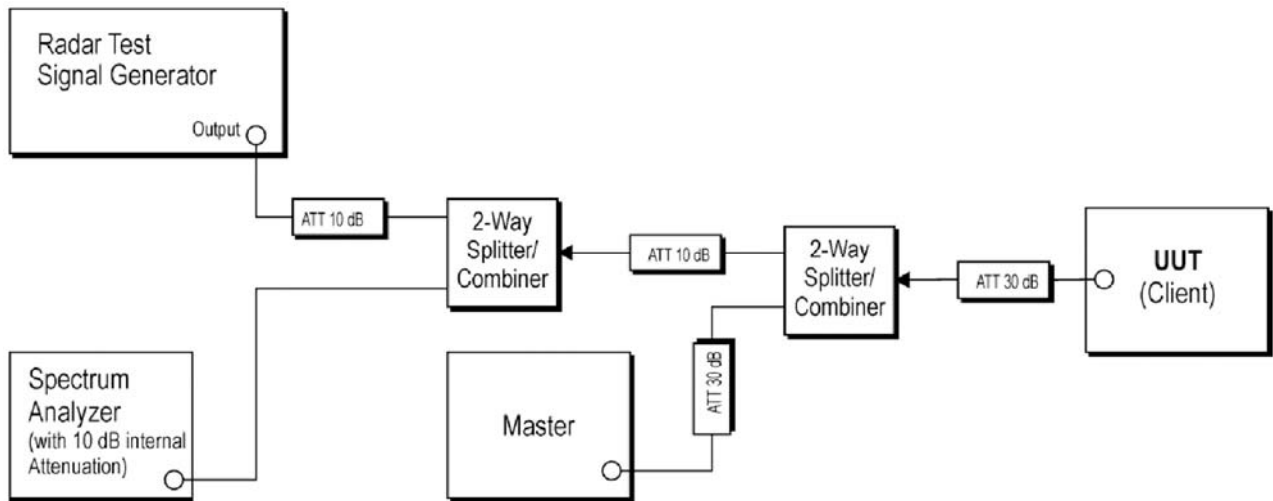 Radar Test
Signal Generator
Output
ATT 10 dB
2-Way
Splitter/
Combiner
ATT 10 dB
2-Way
Splitter/
Combiner
ATT 30 dB
UUT
(Client)
Spectrum
Analyzer
(with 10 dB internal
Attenuation)
Master
ATT 30 dB